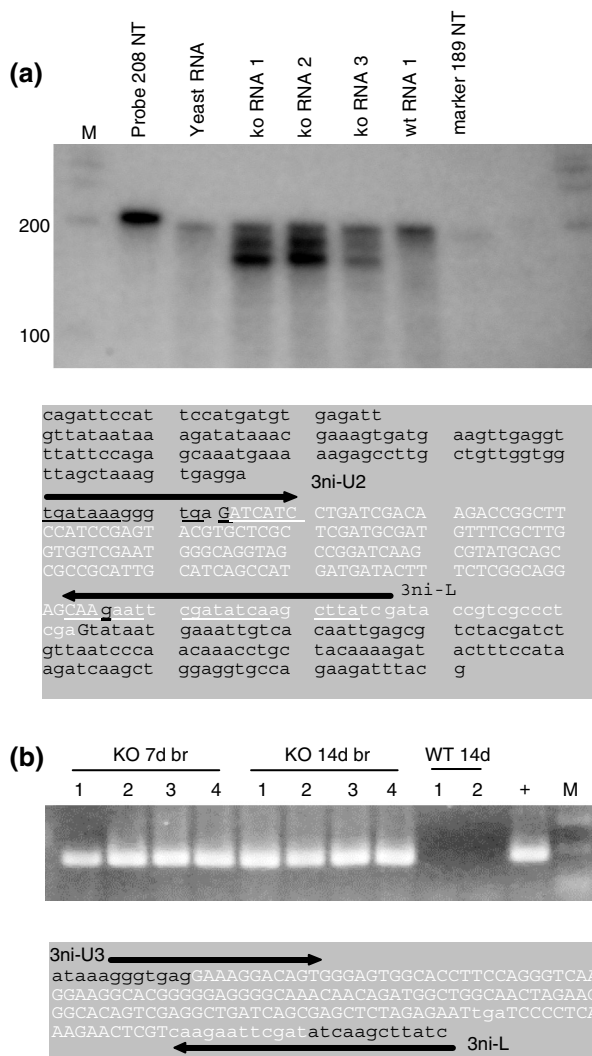 (a)
M
Probe 208 NT
Yeast RNA
ko RNA 1
ko RNA 2
ko RNA 3
wt RNA 1
marker 189 NT
200
100
cagattccat tccatgatgt gagatt
gttataataa agatataaac gaaagtgatg aagttgaggt
ttattccaga gcaaatgaaa aagagccttg ctgttggtgg
ttagctaaag tgagga
3ni-U2
tgataaaggg tga GATCATC CTGATCGACA AGACCGGCTT
CCATCCGAGT ACGTGCTCGC TCGATGCGAT GTTTCGCTTG
GTGGTCGAAT GGGCAGGTAG CCGGATCAAG CGTATGCAGC
CGCCGCATTG CATCAGCCAT GATGATACTT TCTCGGCAGG
3ni-L
AGCAA gaatt cgatatcaag cttatcgata ccgtcgccct
cgaGtataat gaaattgtca caattgagcg tctacgatct
gttaatccca acaaacctgc tacaaaagat actttccata
agatcaagct ggaggtgcca gaagatttac g
(b)
KO 7d br KO 14d br WT 14d
1 2 3 4 1 2 3 4 1 2 + M
3ni-U3
ataaagggtgagGAAAGGACAGTGGGAGTGGCACCTTCCAGGGTCAA
GGAAGGCACGGGGGAGGGGCAAACAACAGATGGCTGGCAACTAGAAG
GGCACAGTCGAGGCTGATCAGCGAGCTCTAGAGAATtgaTCCCCTCA
AAGAACTCGTcaagaattcgatatcaagcttatc
3ni-L